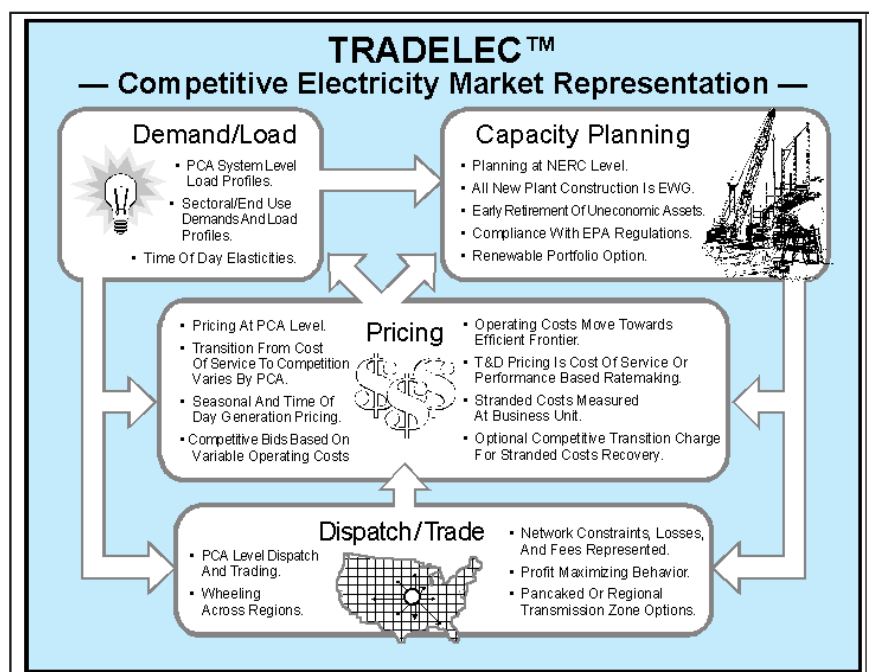 TRADELEC™
— Competitive Electricity Market Representation —
Demand/Load
• PCA System Level
Load Profiles.
• Sectoral/End Use
Demands And Load
Profiles.
• Time Of Day Elasticities.
Capacity Planning
• Planning at NERC Level.
• All New Plant Construction Is EWG.
• Early Retirement Of Uneconomic Assets.
• Compliance With EPA Regulations.
• Renewable Portfolio Option.
Pricing
• Pricing At PCA Level.
• Transition From Cost
Of Service To Competition
Varies By PCA.
• Seasonal And Time Of
Day Generation Pricing.
• Competitive Bids Based On
Variable Operating Costs
• Operating Costs Move Towards
Efficient Frontier.
• T&D Pricing Is Cost Of Service Or
Performance Based Ratemaking.
• Stranded Costs Measured
At Business Unit.
• Optional Competitive Transition Charge
For Stranded Costs Recovery.
$$$
Dispatch/Trade
• PCA Level Dispatch
And Trading.
• Wheeling
Across Regions.
• Network Constraints, Losses,
And Fees Represented.
• Profit Maximizing Behavior.
• Pancaked Or Regional
Transmission Zone Options.